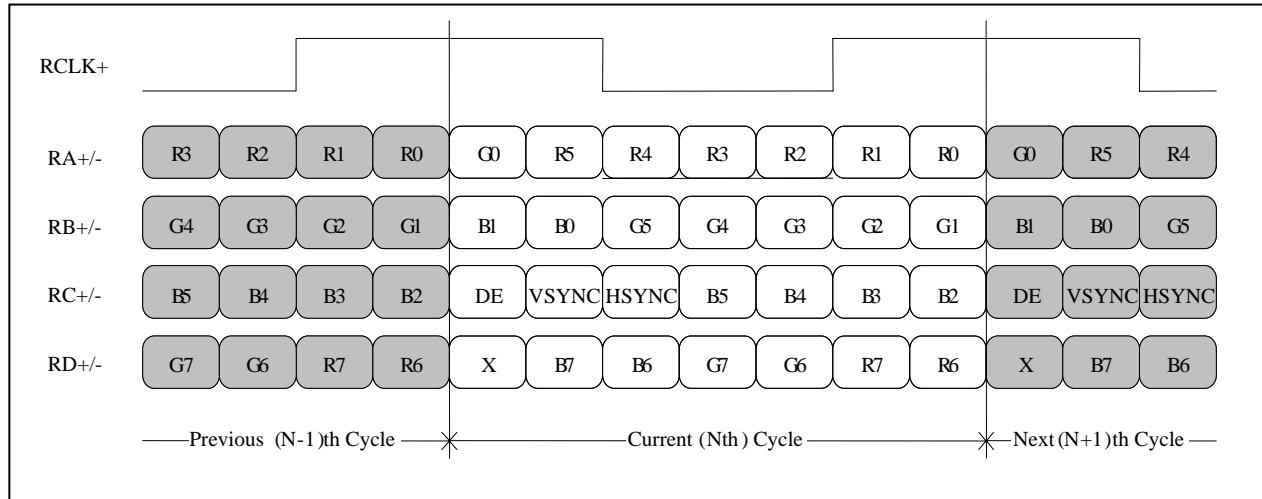 RCLK+
RA+/- R3 R2 R1 R0 G0 R5 R4 R3 R2 R1 R0 G0 R5 R4
RB+/- G4 G3 G2 G1 B1 B0 G5 G4 G3 G2 G1 B1 B0 G5
RC+/- B5 B4 B3 B2 DE VSYNC HSYNC B5 B4 B3 B2 DE VSYNC HSYNC
RD+/- G7 G6 R7 R6 X B7 B6 G7 G6 R7 R6 X B7 B6
Previous (N-1)th Cycle Current (Nth) Cycle Next (N+1)th Cycle